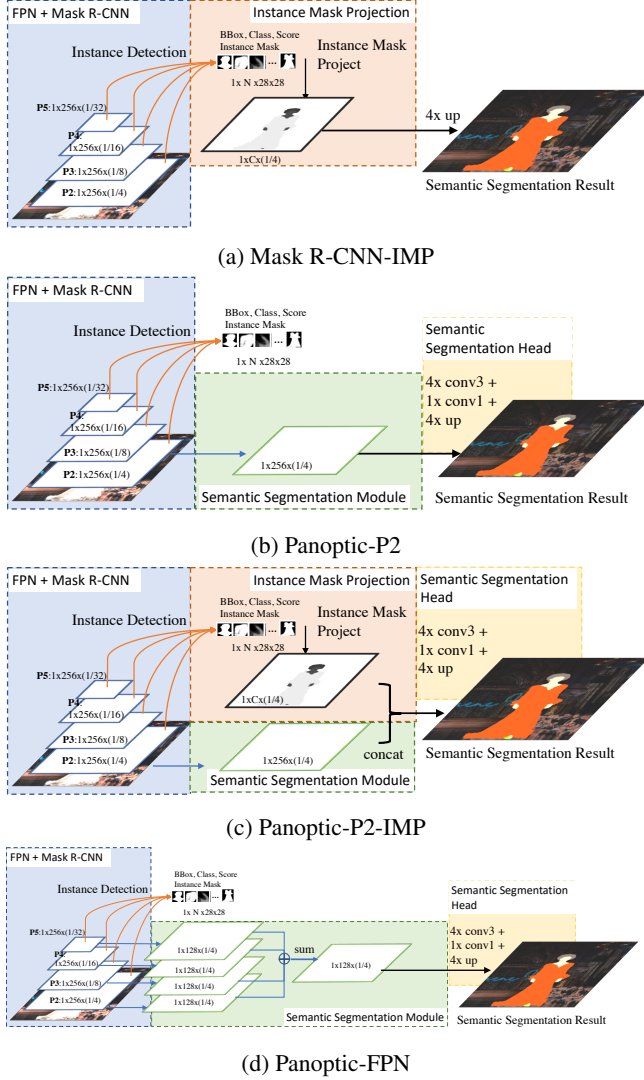 FPN + Mask R-CNN
Instance Mask Projection
Instance Detection
BBox, Class, Score
Instance Mask
...
1x N x28x28
Instance Mask
Project
P5:1x256x(1/32)
P4:
1x256x(1/16)
P3:1x256x(1/8)
P2:1x256x(1/4)
1xCx(1/4)
4x up
Semantic Segmentation Result
(a) Mask R-CNN-IMP
FPN + Mask R-CNN
Instance Detection
BBox, Class, Score
Instance Mask
...
1x N x28x28
Semantic
Segmentation Head
4x conv3 +
1x conv1 +
4x up
P5:1x256x(1/32)
P4:
1x256x(1/16)
P3:1x256x(1/8)
P2:1x256x(1/4)
1x256x(1/4)
Semantic Segmentation Module
Semantic Segmentation Result
(b) Panoptic-P2
FPN + Mask R-CNN
Instance Mask Projection
Semantic Segmentation
Head
Instance Detection
BBox, Class, Score
Instance Mask
...
1x N x28x28
Instance Mask
Project
4x conv3 +
1x conv1 +
4x up
P5:1x256x(1/32)
P4:
1x256x(1/16)
P3:1x256x(1/8)
P2:1x256x(1/4)
1xCx(1/4)
1x256x(1/4)
concat
Semantic Segmentation Module
Semantic Segmentation Result
(c) Panoptic-P2-IMP
FPN + Mask R-CNN
Instance Detection
BBox, Class, Score
Instance Mask
...
1x N x28x28
Semantic Segmentation
Head
4x conv3 +
1x conv1 +
4x up
P5:1x256x(1/32)
P4:
1x256x(1/16)
P3:1x256x(1/8)
P2:1x256x(1/4)
1x128x(1/4)
1x128x(1/4)
1x128x(1/4)
1x128x(1/4)
sum
1x128x(1/4)
Semantic Segmentation Module
Semantic Segmentation Result
(d) Panoptic-FPN